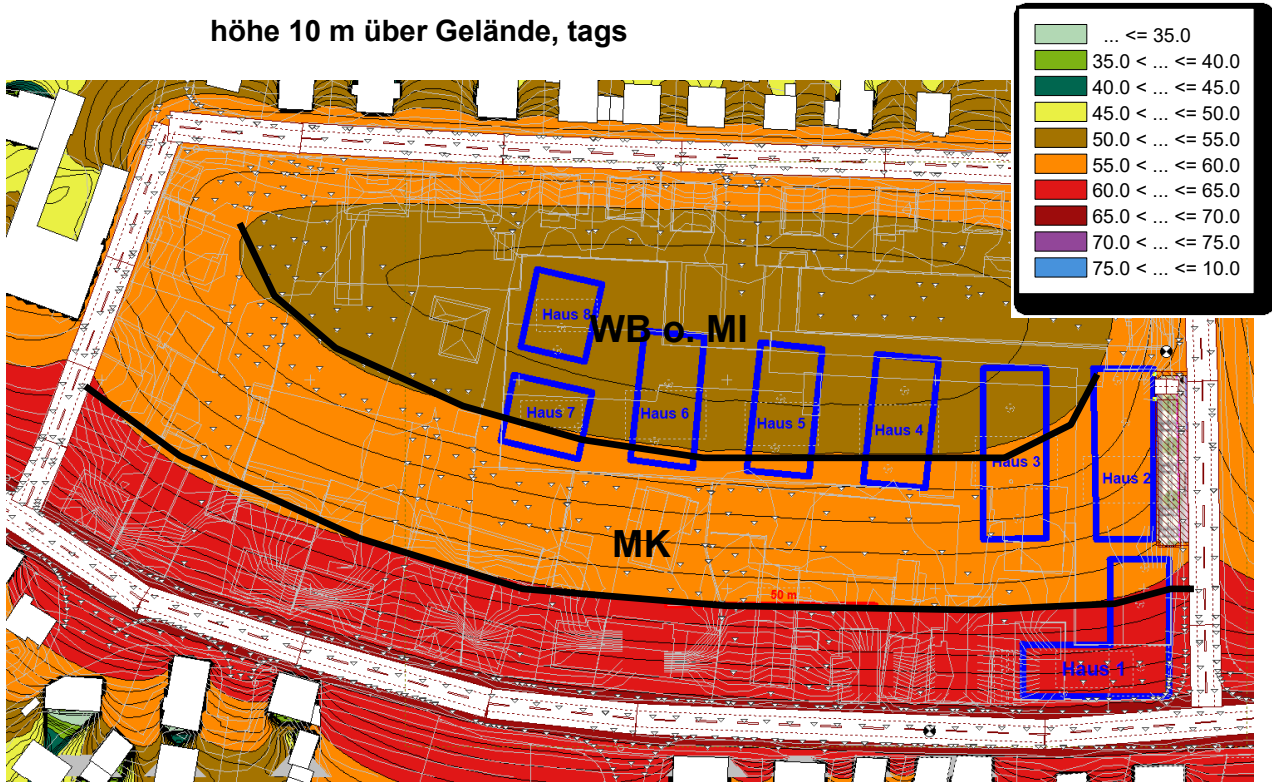 höhe 10 m über Gelände, tags
... <= 35.0
35.0 < ... <= 40.0
40.0 < ... <= 45.0
45.0 < ... <= 50.0
50.0 < ... <= 55.0
55.0 < ... <= 60.0
60.0 < ... <= 65.0
65.0 < ... <= 70.0
70.0 < ... <= 75.0
75.0 < ... <= 10.0
Haus 8
WB o. MI
Haus 7
Haus 6
Haus 5
Haus 4
Haus 3
Haus 2
MK
50 m
Haus 1